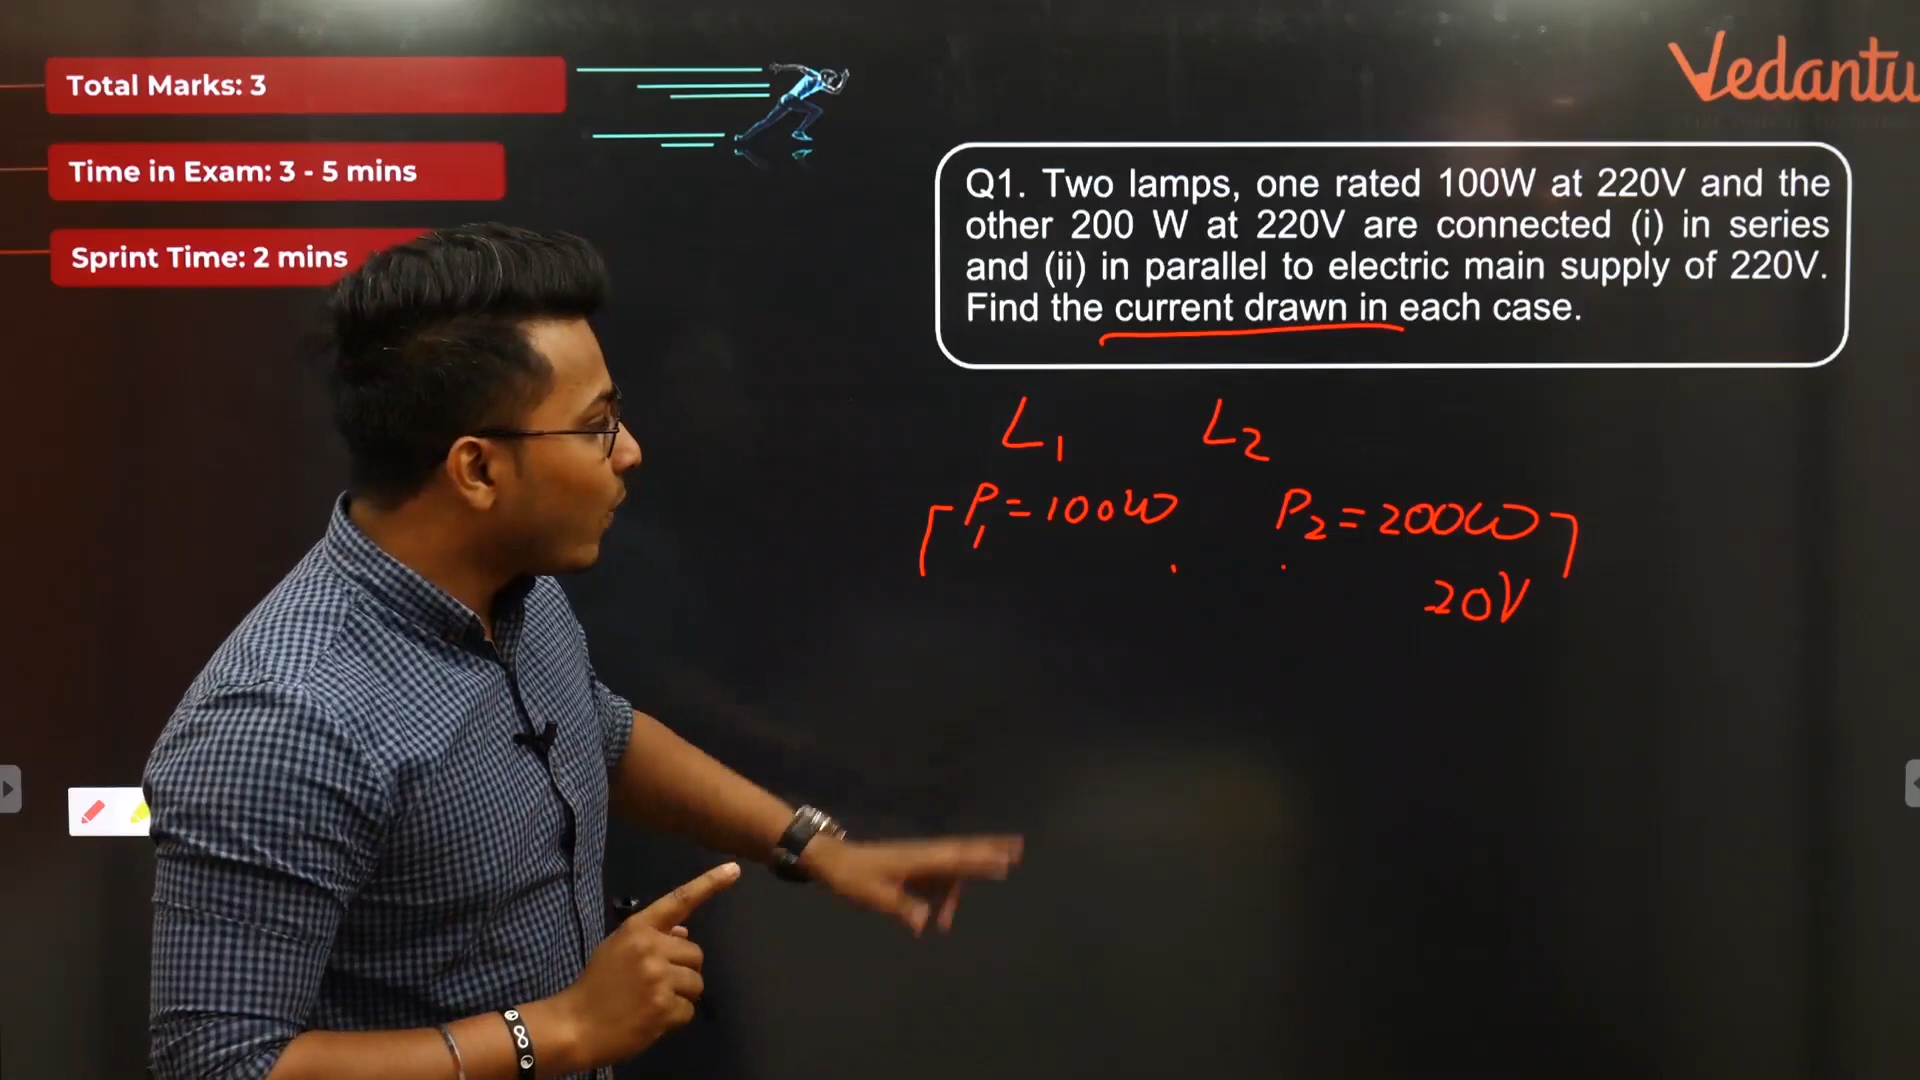 Total Marks: 3
Time in Exam: 3 - 5 mins
Sprint Time: 2 mins
Vedantu
Q1. Two lamps, one rated 100W at 220V and the
other 200 W at 220V are connected (i) in series
and (ii) in parallel to electric main supply of 220V.
Find the current drawn in each case.
L1 L2
P1 = 100W P2 = 200W
20V